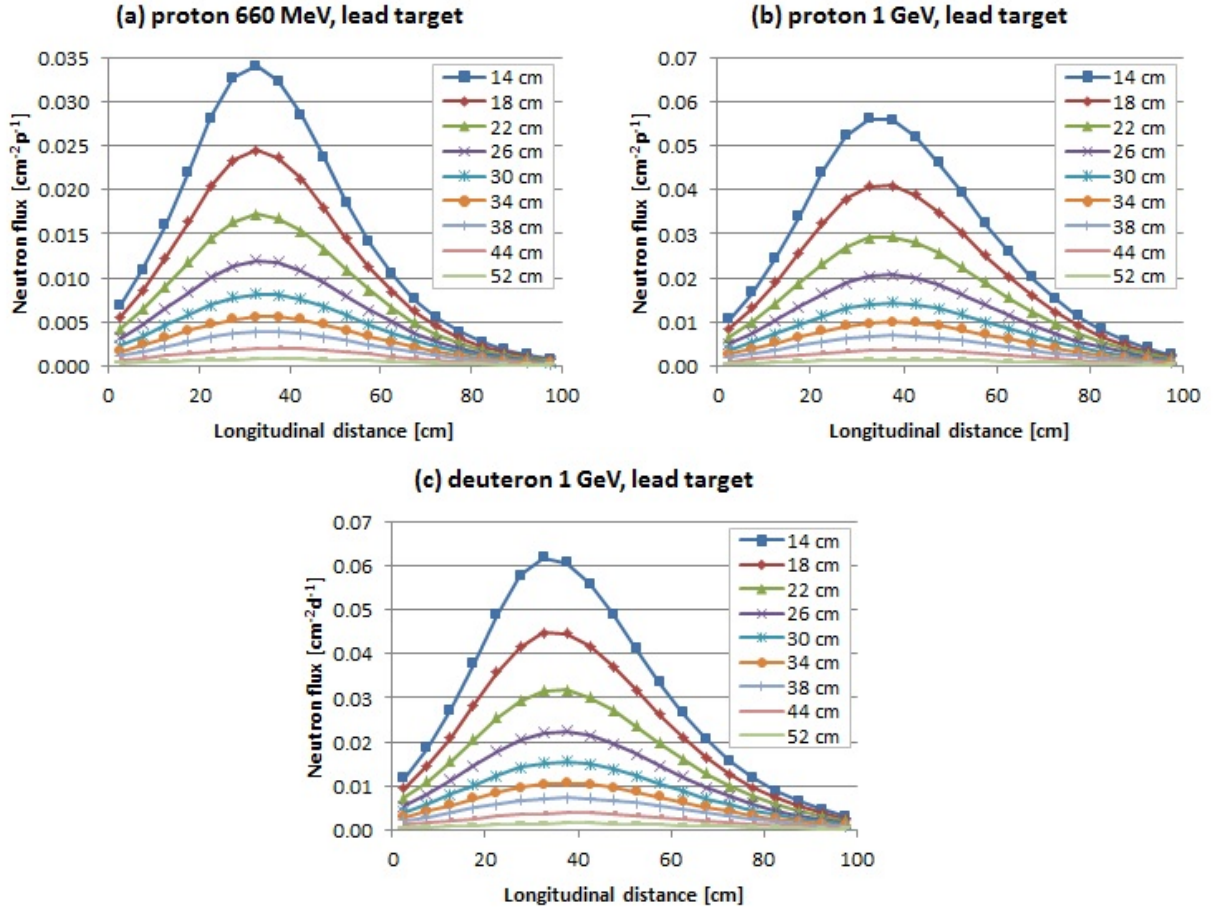 (a) proton 660 MeV, lead target
Neutron flux [cm-2p-1]
0.035
0.030
0.025
0.020
0.015
0.010
0.005
0.000
0
20
40
60
80
100
Longitudinal distance [cm]
14 cm
18 cm
22 cm
26 cm
30 cm
34 cm
38 cm
44 cm
52 cm
(b) proton 1 GeV, lead target
Neutron flux [cm-2p-1]
0.07
0.06
0.05
0.04
0.03
0.02
0.01
0.00
0
20
40
60
80
100
Longitudinal distance [cm]
14 cm
18 cm
22 cm
26 cm
30 cm
34 cm
38 cm
44 cm
52 cm
(c) deuteron 1 GeV, lead target
Neutron flux [cm-2d-1]
0.07
0.06
0.05
0.04
0.03
0.02
0.01
0.00
0
20
40
60
80
100
Longitudinal distance [cm]
14 cm
18 cm
22 cm
26 cm
30 cm
34 cm
38 cm
44 cm
52 cm